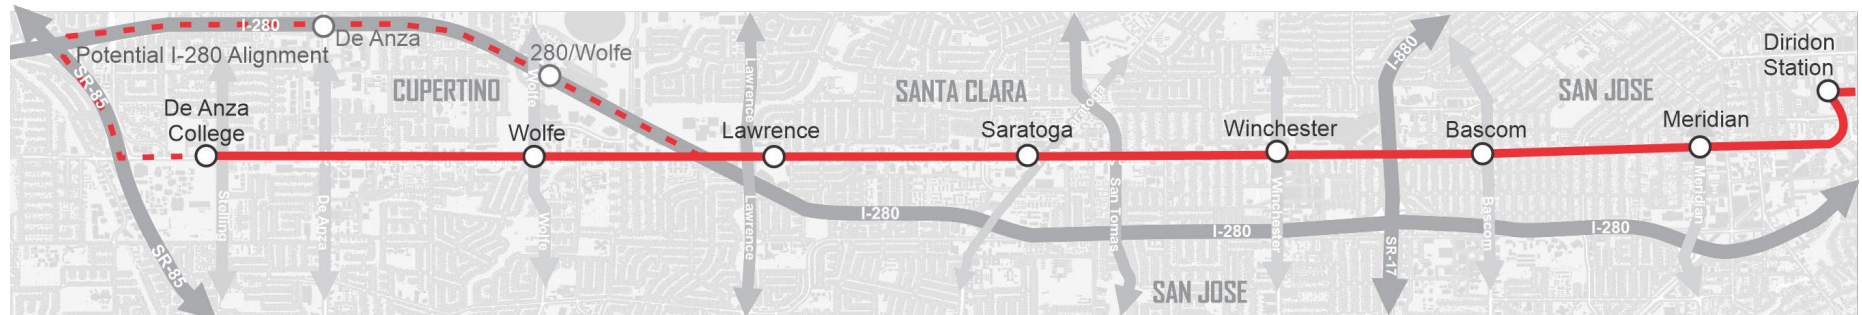 I-280
De Anza
Potential I-280 Alignment
280/Wolfe
Diridon
Station
I-880
CUPERTINO
SANTA CLARA
SAN JOSE
SR-85
Wolfe
Lawrence
Saratoga
De Anza
College
Wolfe
Lawrence
Saratoga
Winchester
Bascom
Meridian
Stelling
De Anza
Wolfe
Lawrence
I-280
San Tomas
I-280
Winchester
SR-17
Bascom
I-280
Meridian
SR-85
SAN JOSE